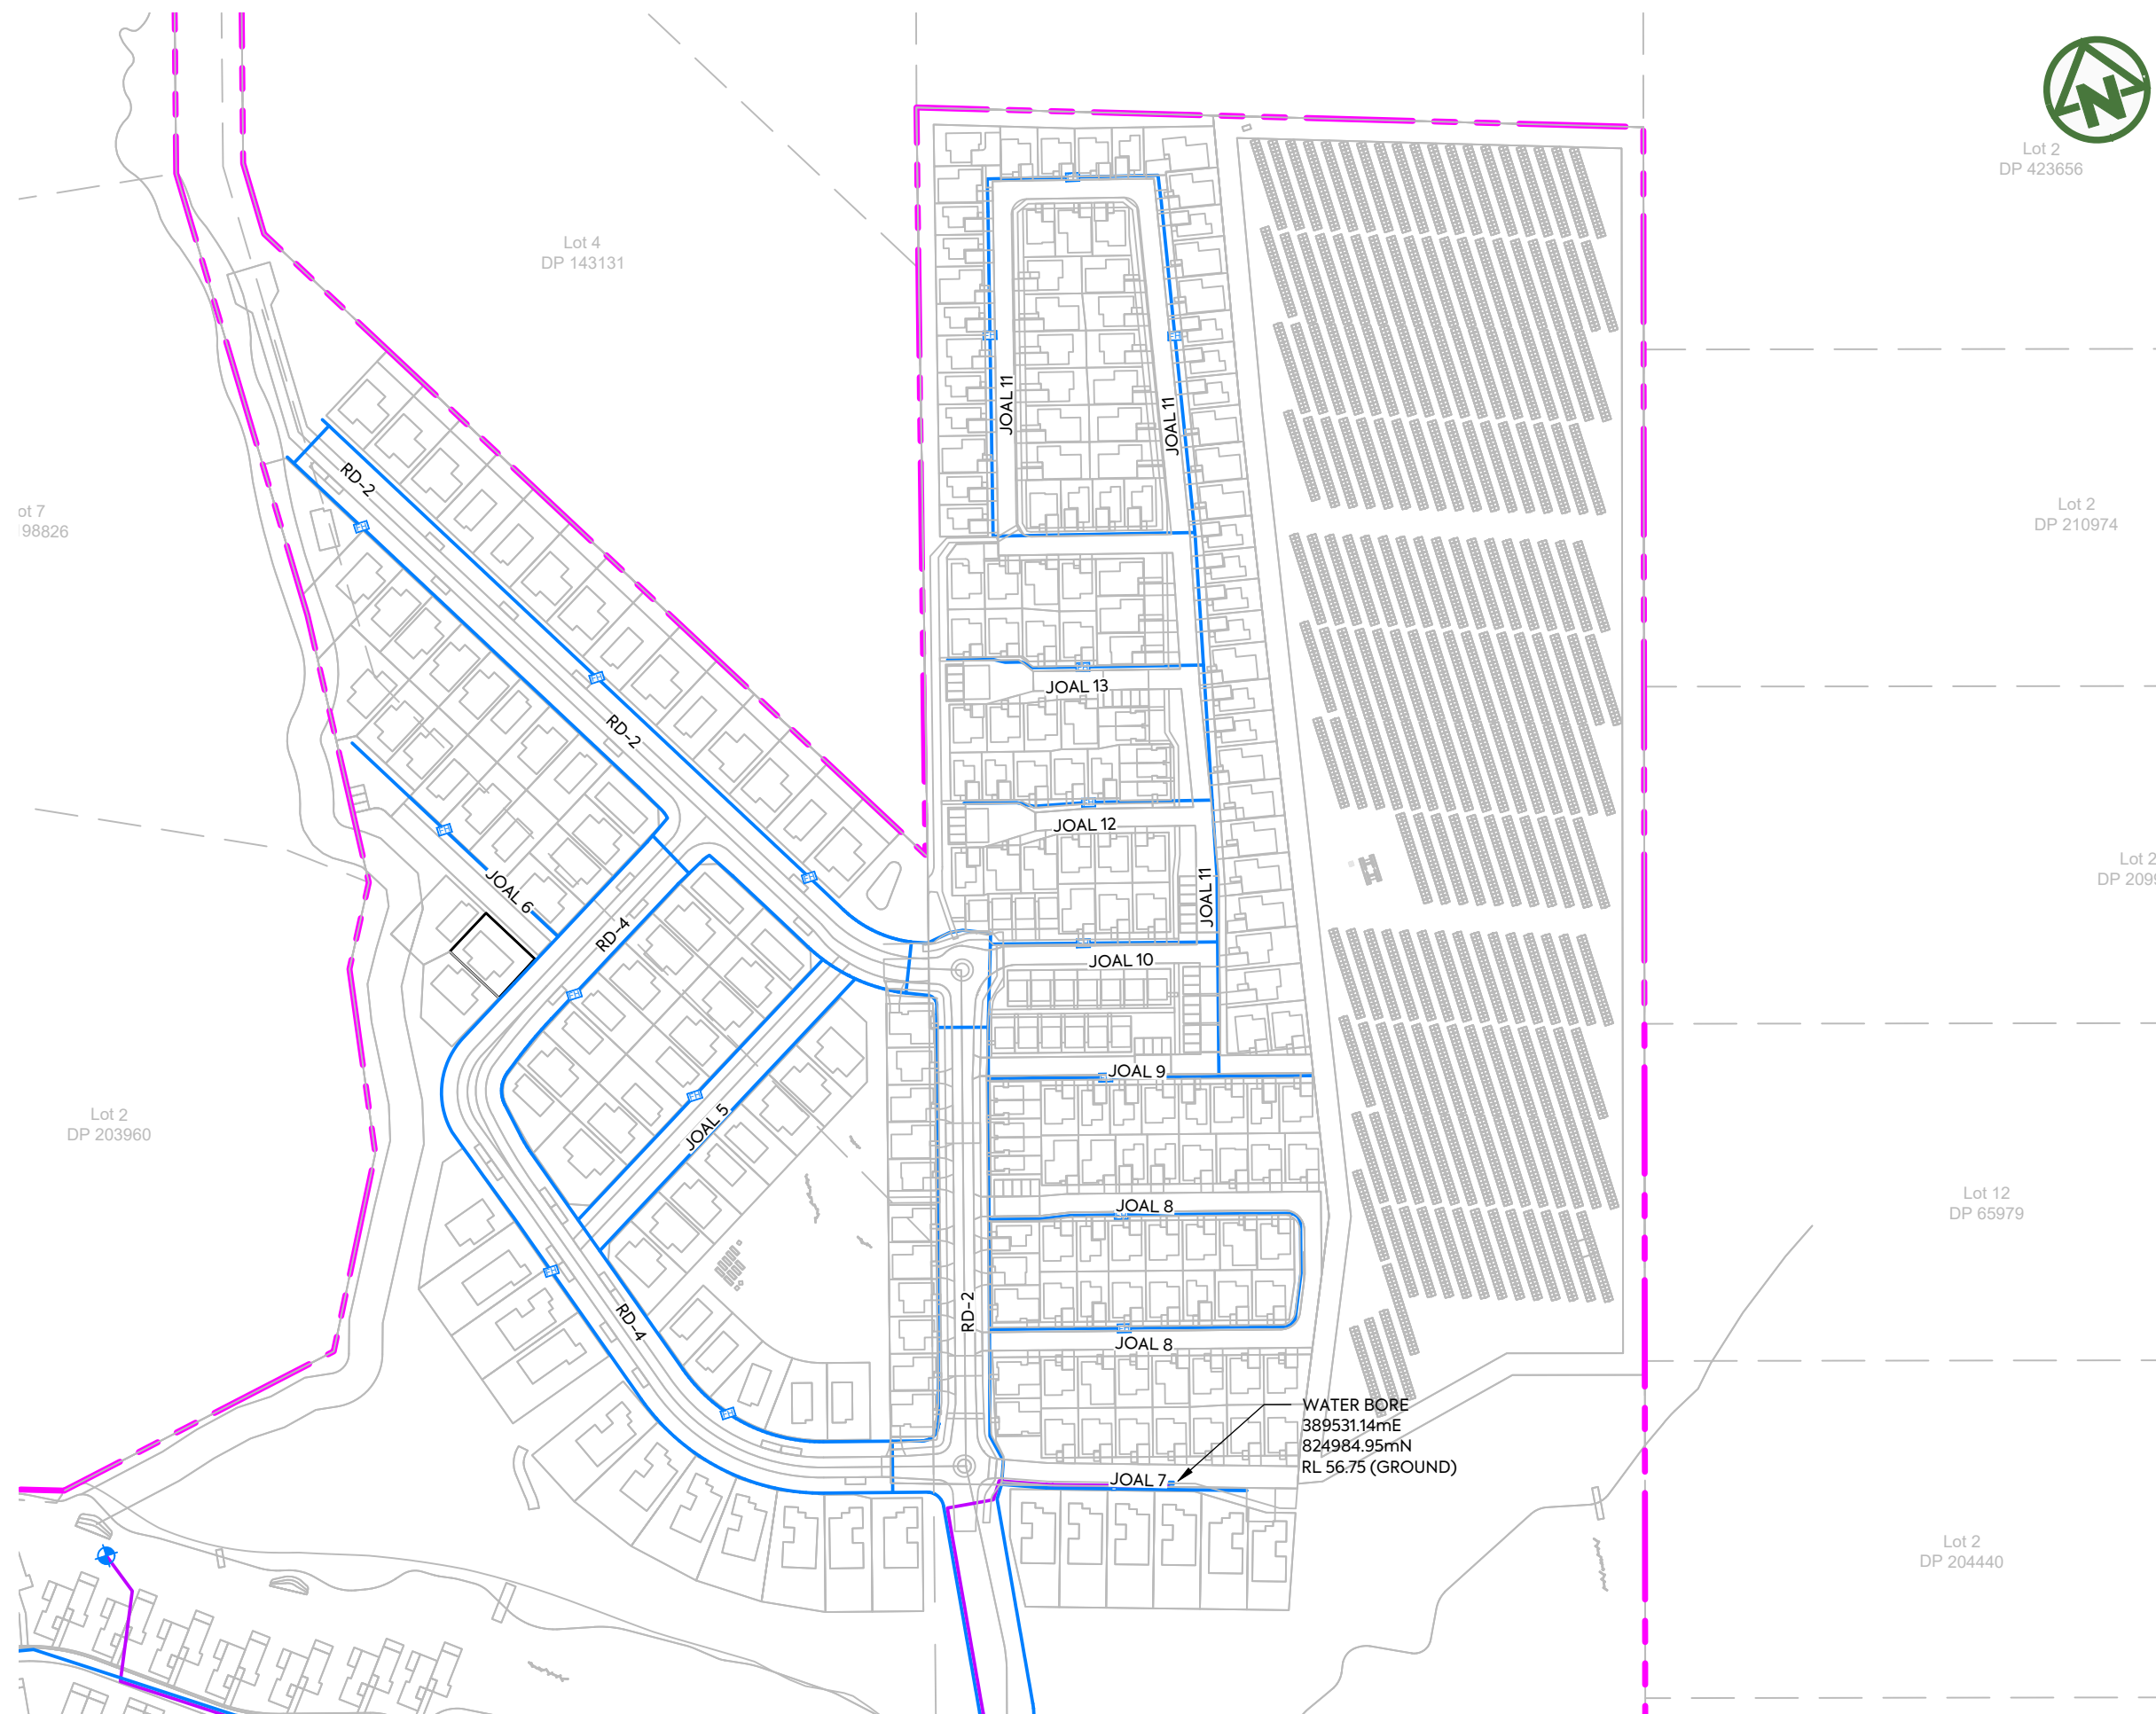 N
Lot 2
DP 423656
Lot 4
DP 143131
JOAL 11
JOAL 11
RD-2
ot 7
98826
Lot 2
DP 210974
JOAL 13
RD-2
JOAL 12
Lot 2
JOAL 6
JOAL 11
RD-4
JOAL 10
JOAL 9
Lot 2
DP 203960
JOAL 5
Lot 12
DP 65979
JOAL 8
RD-2
RD-4
JOAL 8
WATER BORE
389531.14mE
824984.95mN
RL 56.75 (GROUND)
JOAL 7
Lot 2
DP 204440